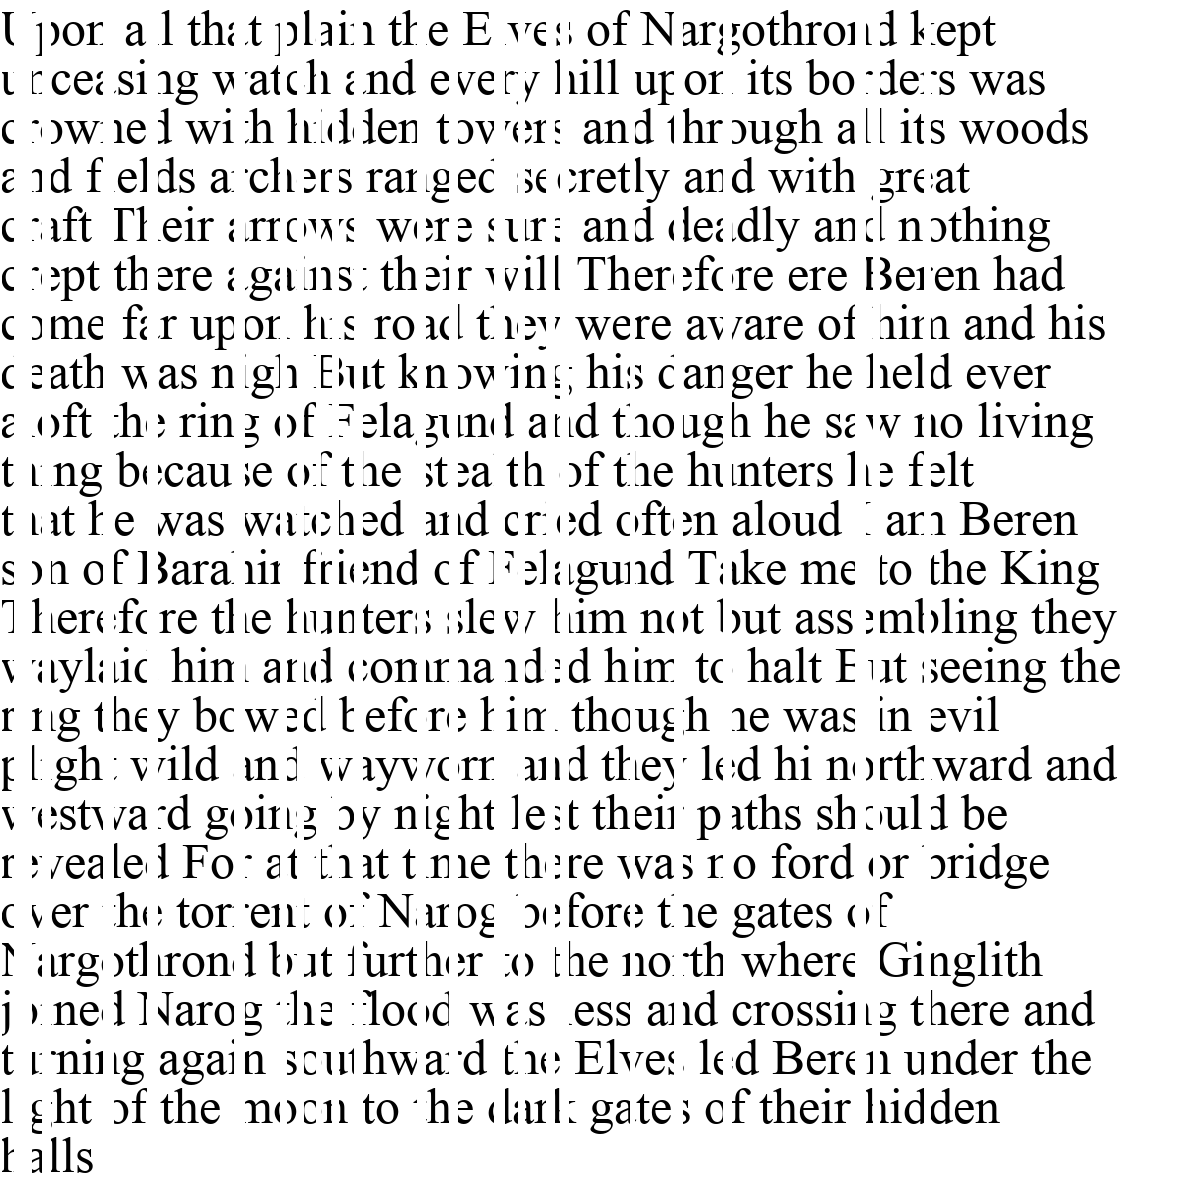 Upon all that plain the Elves of Nargothrond kept
unceasing watch and every hill upon its borders was
crowned with hidden towers and through all its woods
and fields archers ranged secretly and with great
craft Their arrows were sure and deadly and nothing
crept there against their will Therefore ere Beren had
come far upon his road they were aware of him and his
death was nigh But knowing his danger he held ever
aloft the ring of Felagund and though he saw no living
thing because of the stealth of the hunters he felt
that he was watched and cried often aloud I am Beren
son of Barahir friend of Felagund Take me to the King
Therefore the hunters slew him not but assembling they
waylaid him and commanded him to halt But seeing the
ring they bowed before him though he was in evil
plight wild and wayworn and they led hi northward and
westward going by night lest their paths should be
revealed For at that time there was no ford or bridge
over the torrent of Narog before the gates of
Nargothrond but further to the north where Ginglith
joined Narog the flood was less and crossing there and
turning again southward the Elves led Beren under the
light of the moon to the dark gates of their hidden
halls